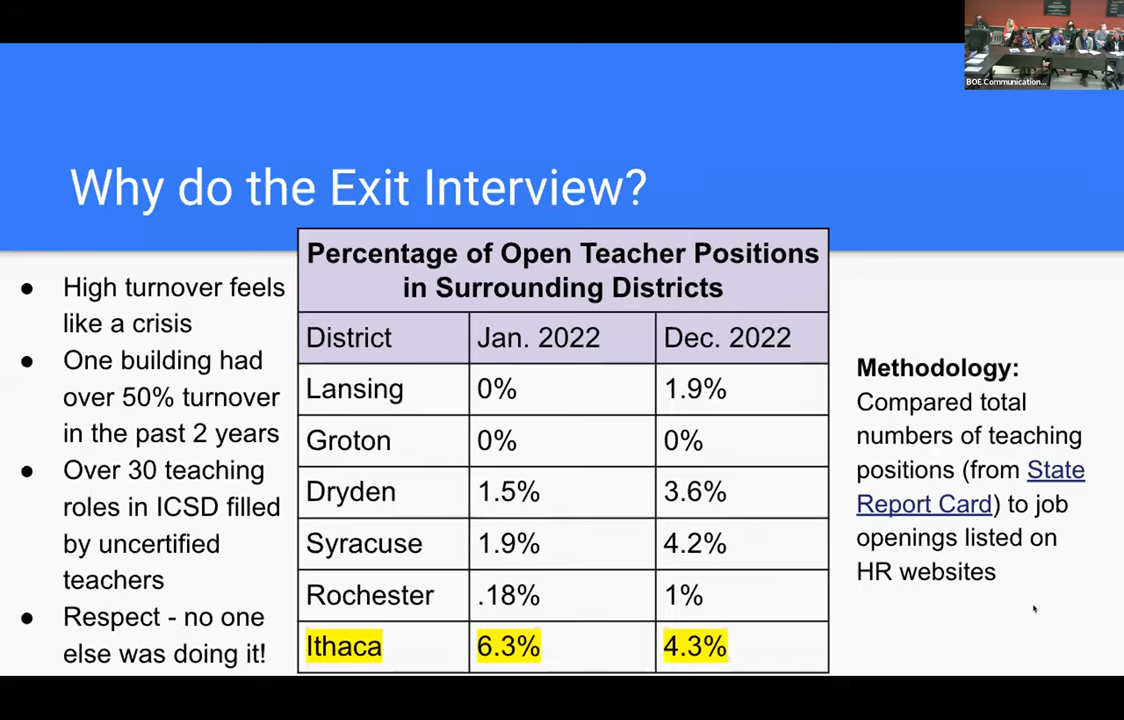 BOE Communication...
Why do the Exit Interview?
● High turnover feels
like a crisis
● One building had
over 50% turnover
in the past 2 years
● Over 30 teaching
roles in ICSD filled
by uncertified
teachers
● Respect - no one
else was doing it!
Percentage of Open Teacher Positions
in Surrounding Districts
District Jan. 2022 Dec. 2022
Lansing 0% 1.9%
Groton 0% 0%
Dryden 1.5% 3.6%
Syracuse 1.9% 4.2%
Rochester .18% 1%
Ithaca 6.3% 4.3%
Methodology:
Compared total
numbers of teaching
positions (from State
Report Card) to job
openings listed on
HR websites